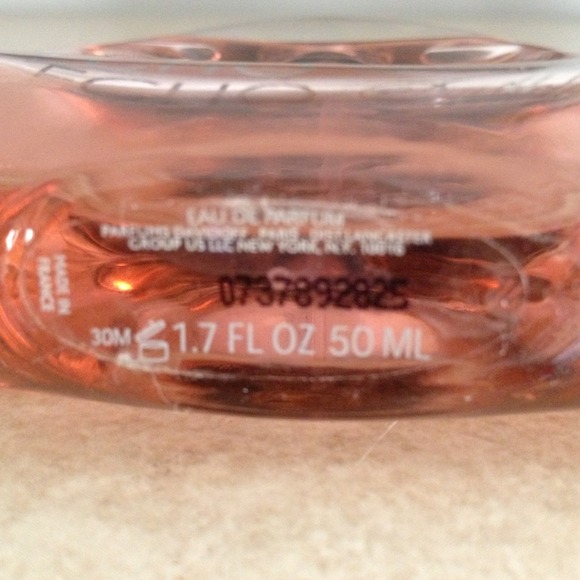 ECHO
EAU DE PARFUM
PARFUMS DAVIDOFF - PARIS - DIST. LANCASTER
GROUP US LLC NEW YORK, N.Y. 10016
MADE IN
FRANCE
0737892825
30M 1.7 FL OZ 50 ML